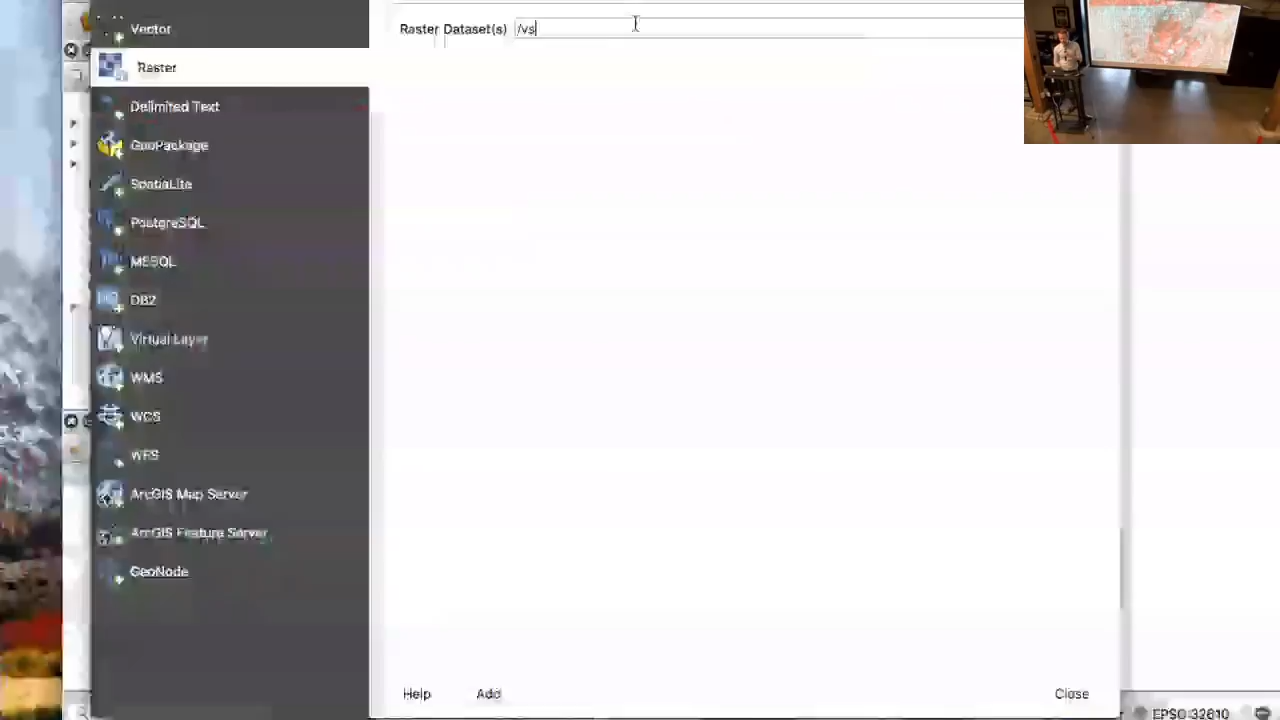 Vector
Raster Dataset(s) /vs
Raster
Delimited Text
GeoPackage
SpatiaLite
PostgreSQL
MSSQL
DB2
Virtual Layer
WMS
WCS
WFS
ArcGIS Map Server
ArcGIS Feature Server
GeoNode
Help
Add
Close
EPSG:32610